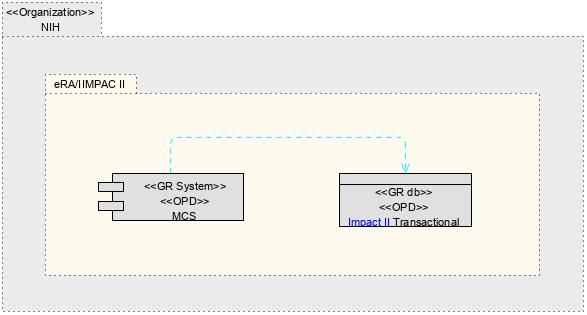 <<Organization>>
NIH
eRA/IIMPAC II
<<GR System>>
<<OPD>>
MCS
<<GR db>>
<<OPD>>
Impact II Transactional